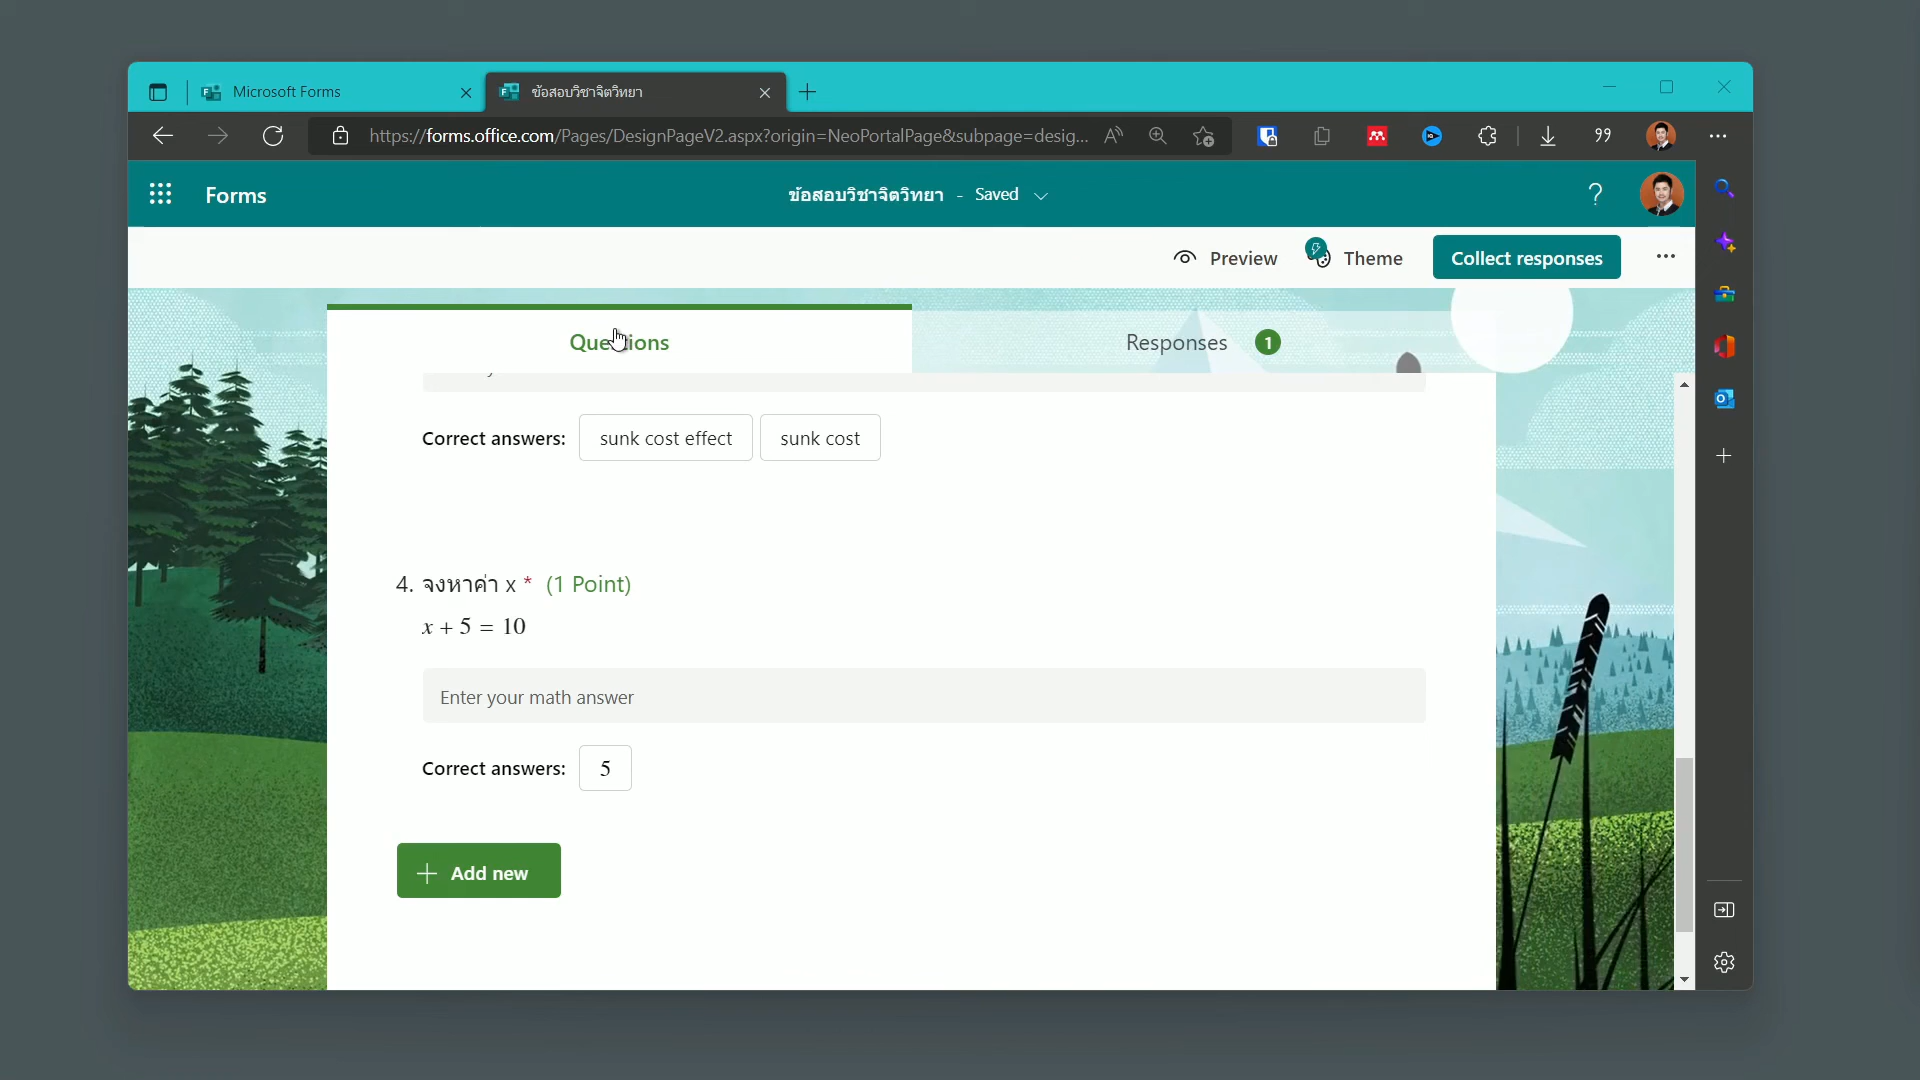 Microsoft Forms
ข้อสอบวิชาจิตวิทยา
https://forms.office.com/Pages/DesignPageV2.aspx?origin=NeoPortalPage&subpage=desig...
Forms
ข้อสอบวิชาจิตวิทยา - Saved
Preview
Theme
Collect responses
Questions
Responses 1
Correct answers: sunk cost effect sunk cost
4. จงหาค่า x * (1 Point)
x + 5 = 10
Enter your math answer
Correct answers: 5
+ Add new